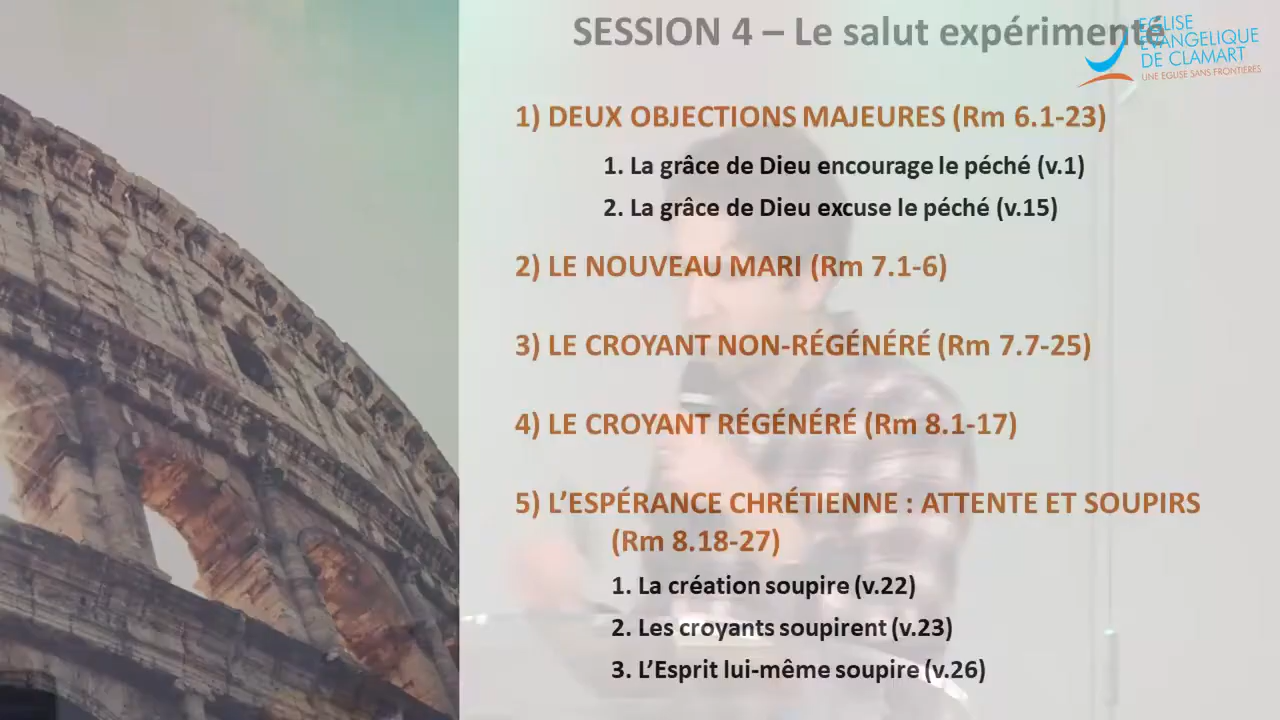 SESSION 4 – Le salut expérimenté
ÉGLISE
ÉVANGELIQUE
DE CLAMART
UNE ÉGLISE SANS FRONTIÈRES
1) DEUX OBJECTIONS MAJEURES (Rm 6.1-23)
1. La grâce de Dieu encourage le péché (v.1)
2. La grâce de Dieu excuse le péché (v.15)
2) LE NOUVEAU MARI (Rm 7.1-6)
3) LE CROYANT NON-RÉGÉNÉRÉ (Rm 7.7-25)
4) LE CROYANT RÉGÉNÉRÉ (Rm 8.1-17)
5) L’ESPÉRANCE CHRÉTIENNE : ATTENTE ET SOUPIRS
(Rm 8.18-27)
1. La création soupire (v.22)
2. Les croyants soupirent (v.23)
3. L’Esprit lui-même soupire (v.26)